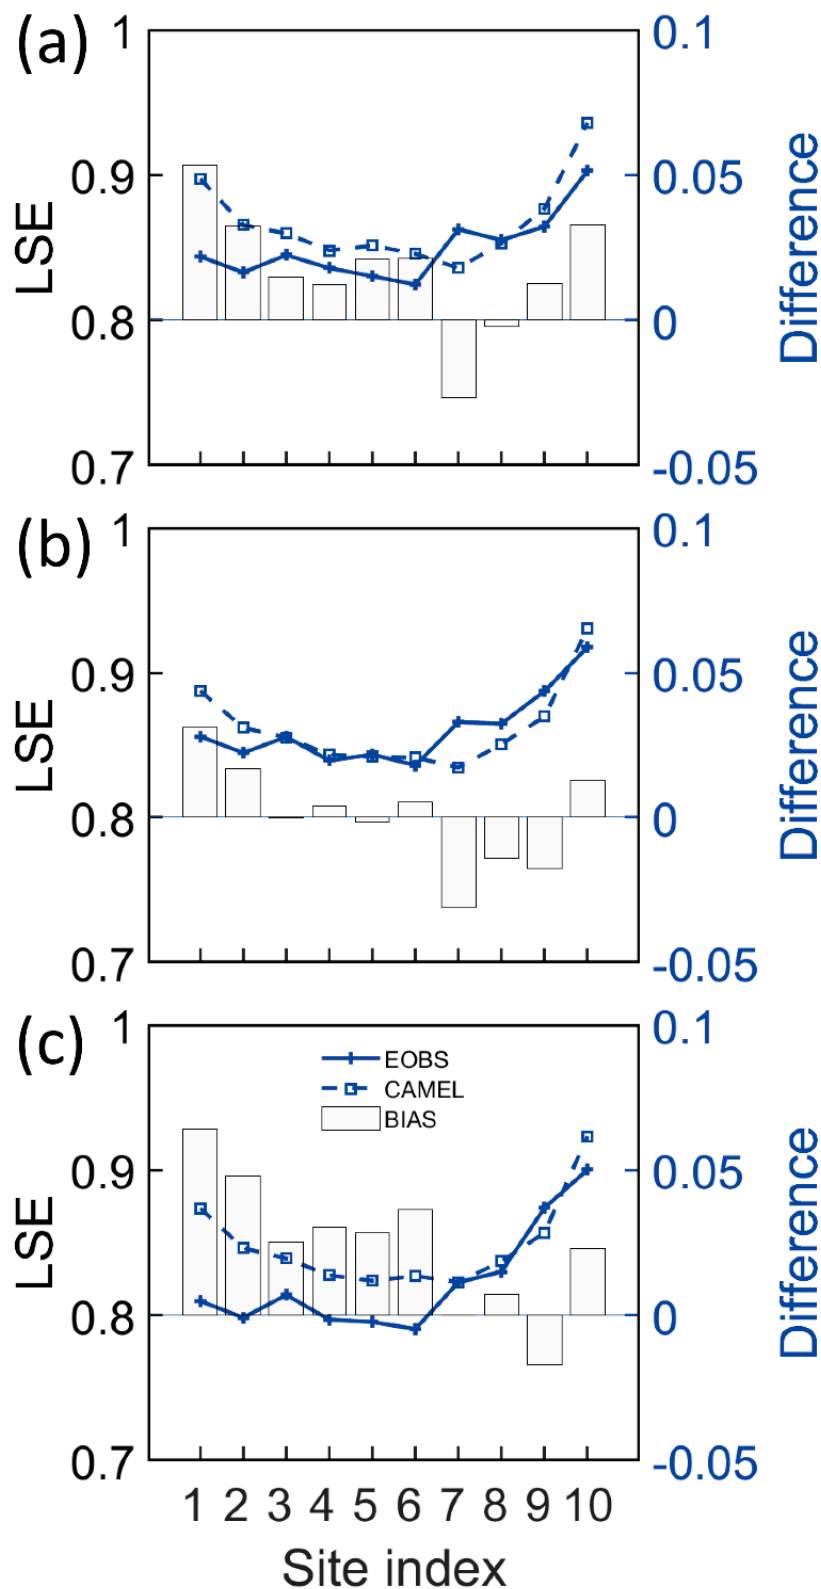 (a)
1
0.9
0.8
0.7
LSE
0.1
0.05
0
-0.05
Difference
(b)
1
0.9
0.8
0.7
LSE
0.1
0.05
0
-0.05
Difference
(c)
1
0.9
0.8
0.7
LSE
EOBS
CAMEL
BIAS
0.1
0.05
0
-0.05
Difference
1 2 3 4 5 6 7 8 9 10
Site index